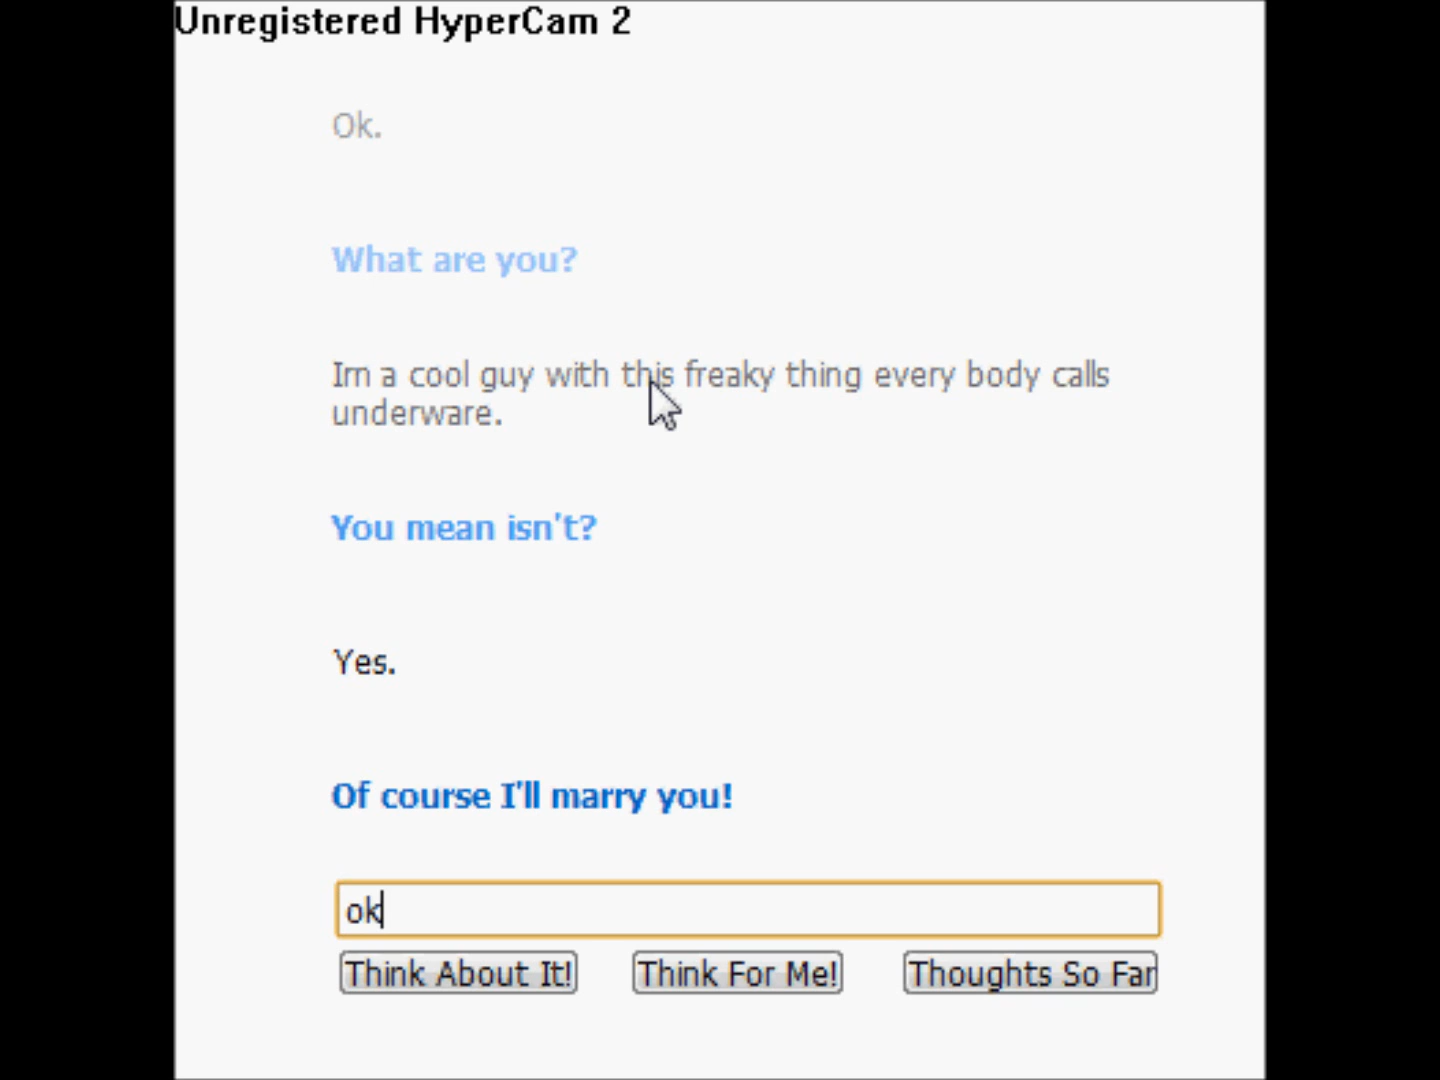 Unregistered HyperCam 2
Ok.
What are you?
Im a cool guy with this freaky thing every body calls
underware.
You mean isn't?
Yes.
Of course I'll marry you!
ok
Think About It!
Think For Me!
Thoughts So Far